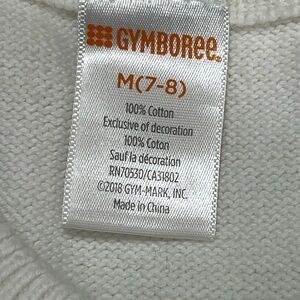 GYMBOREE
M(7-8)
100% Cotton
Exclusive of decoration
100% Coton
Sauf la décoration
RN70530/CA31802
©2018 GYM-MARK, INC.
Made in China